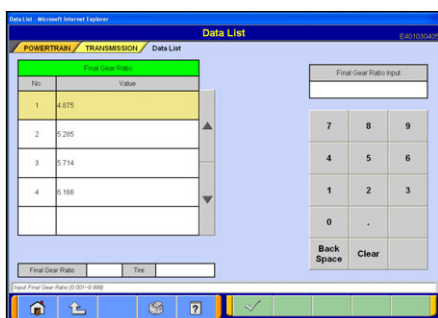 Data List - Microsoft Internet Explorer
Data List
E401030405
POWERTRAIN TRANSMISSION Data List
Final Gear Ratio
No. Value
1 4.875
2 5.285
3 5.714
4 6.166
Final Gear Ratio Tire
Final Gear Ratio Input
7 8 9
4 5 6
1 2 3
0 .
Back Space Clear
Input Final Gear Ratio (0.001~9.999)
?